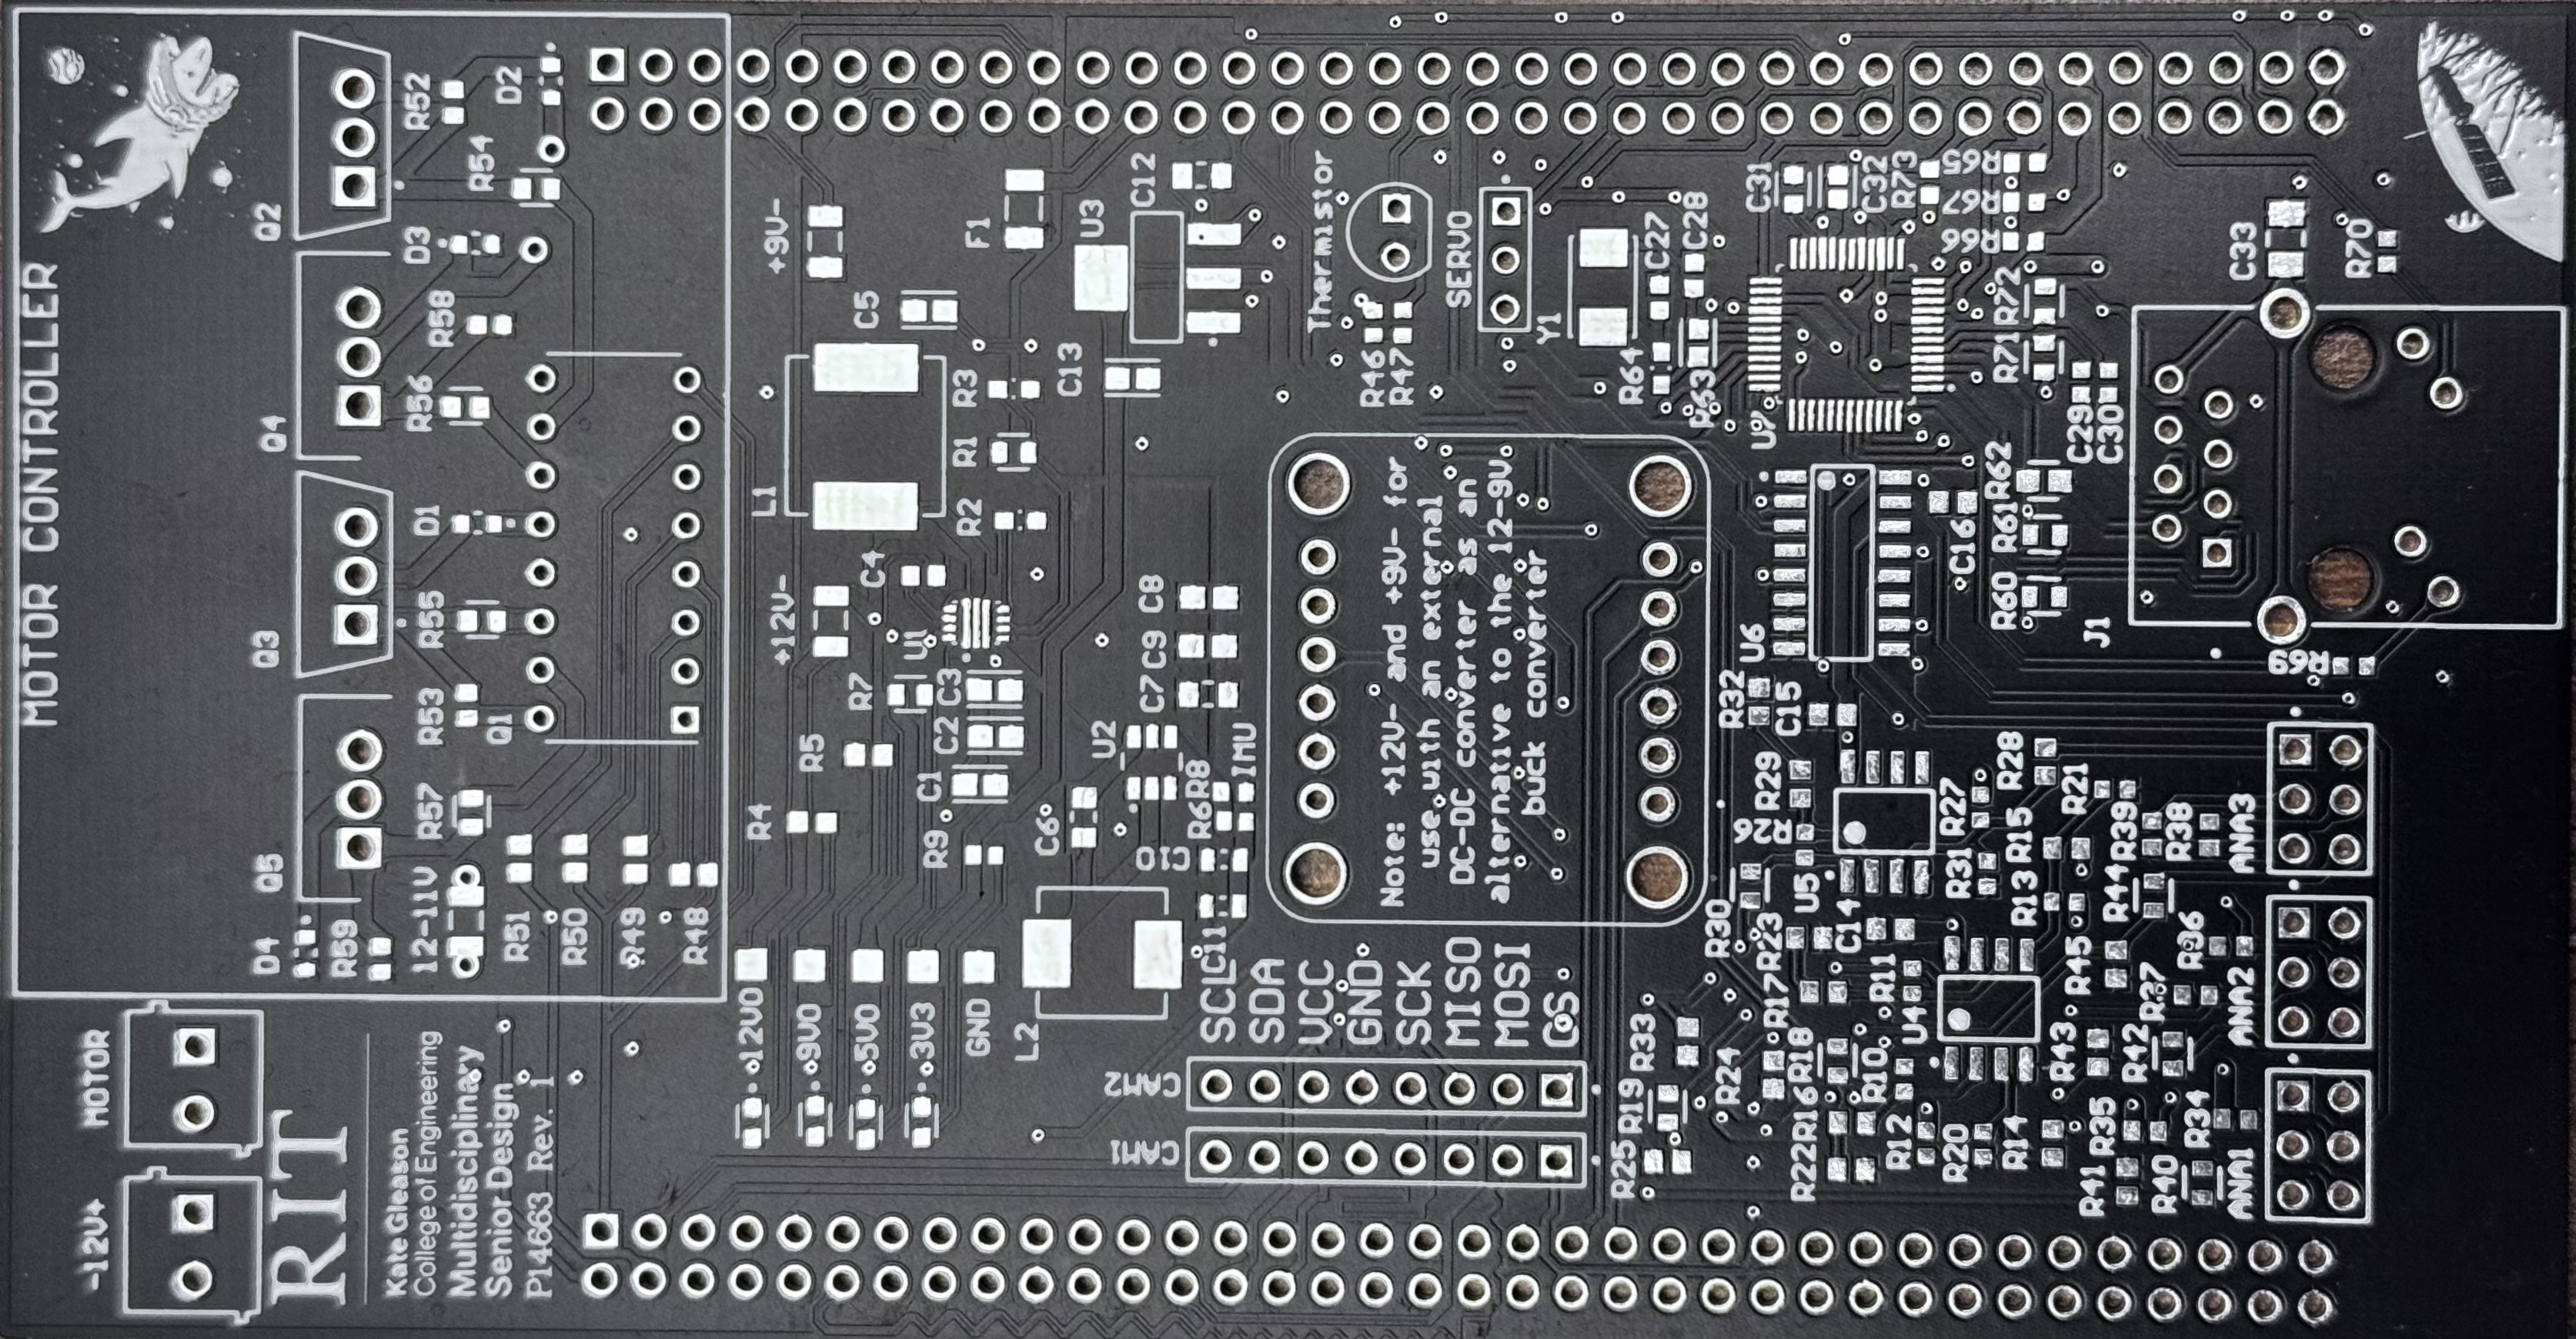 MOTOR CONTROLLER
Q2
R52
D2
R54
D3
R58
Q4
R56
D1
Q3
R55
R53
Q1
Q5
R57
12-11V
D4
R59
R51
R50
R49
R48
MOTOR
-12V+
RIT
Kate Gleason
College of Engineering
Multidisciplinary
Senior Design
P14663 Rev. 1
+9V-
F1
U3
C12
C5
C13
L1
R3
R1
R2
C4
+12V-
U1
R7
C3
C2
C1
R5
R4
R9
C8
C9
C7
U2
R8
R6
IMU
C6
C10
C11
L2
12V0
9V0
5V0
3V3
GND
SCL
SDA
VCC
GND
SCK
MISO
MOSI
CS
CAM2
CAM1
Thermistor
SERVO
R46
R47
Y1
C27
C28
R64
R63
U7
C31
C32
R73
R65
R67
R66
R72
R71
C29
C30
C33
R70
J1
R69
Note: +12V- and +9V- for
use with an external
DC-DC converter as an
alternative to the 12-9V
buck converter
U6
C16
R62
R61
R60
R32
C15
R29
R26
R28
R27
R21
R15
R39
R38
ANA3
R30
R23
U5
C14
R31
R13
R44
R36
R45
R37
ANA2
R17
R11
U4
R33
R24
R18
R10
R43
R42
R19
R25
R22
R16
R12
R20
R14
R35
R34
R41
R40
ANA1